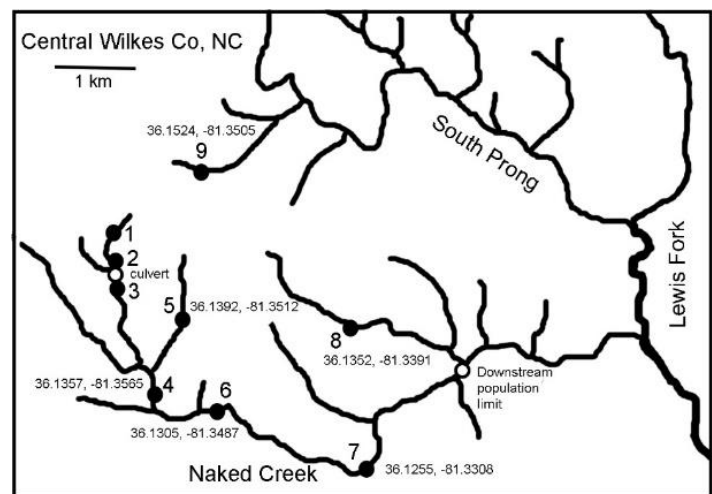 Central Wilkes Co, NC
1 km
South Prong
36.1524, -81.3505
9
1
2
culvert
3
Lewis Fork
5
36.1392, -81.3512
8
36.1352, -81.3391
Downstream
population
limit
36.1357, -81.3565
4
6
36.1305, -81.3487
7
36.1255, -81.3308
Naked Creek